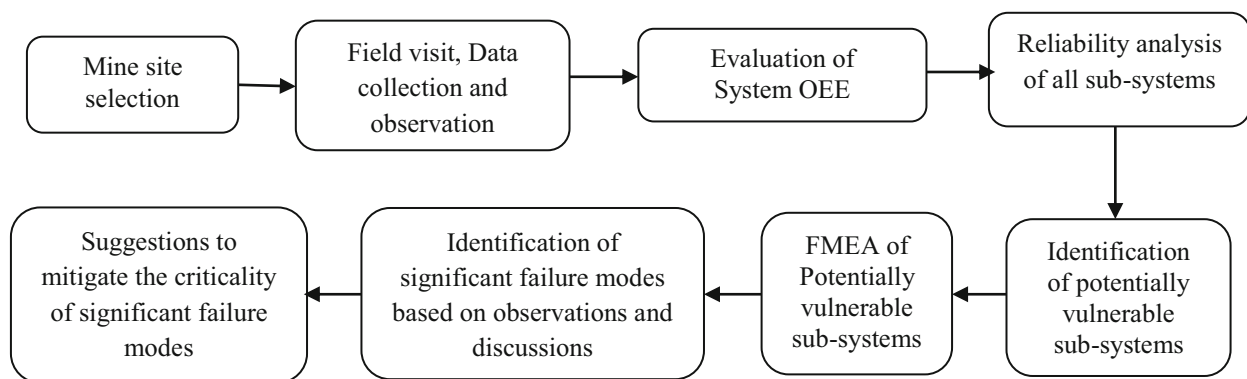 Mine site
selection
Field visit, Data
collection and
observation
Evaluation of
System OEE
Reliability analysis
of all sub-systems
Identification
of potentially
vulnerable
sub-systems
FMEA of
Potentially
vulnerable
sub-systems
Identification of
significant failure modes
based on observations and
discussions
Suggestions to
mitigate the criticality
of significant failure
modes